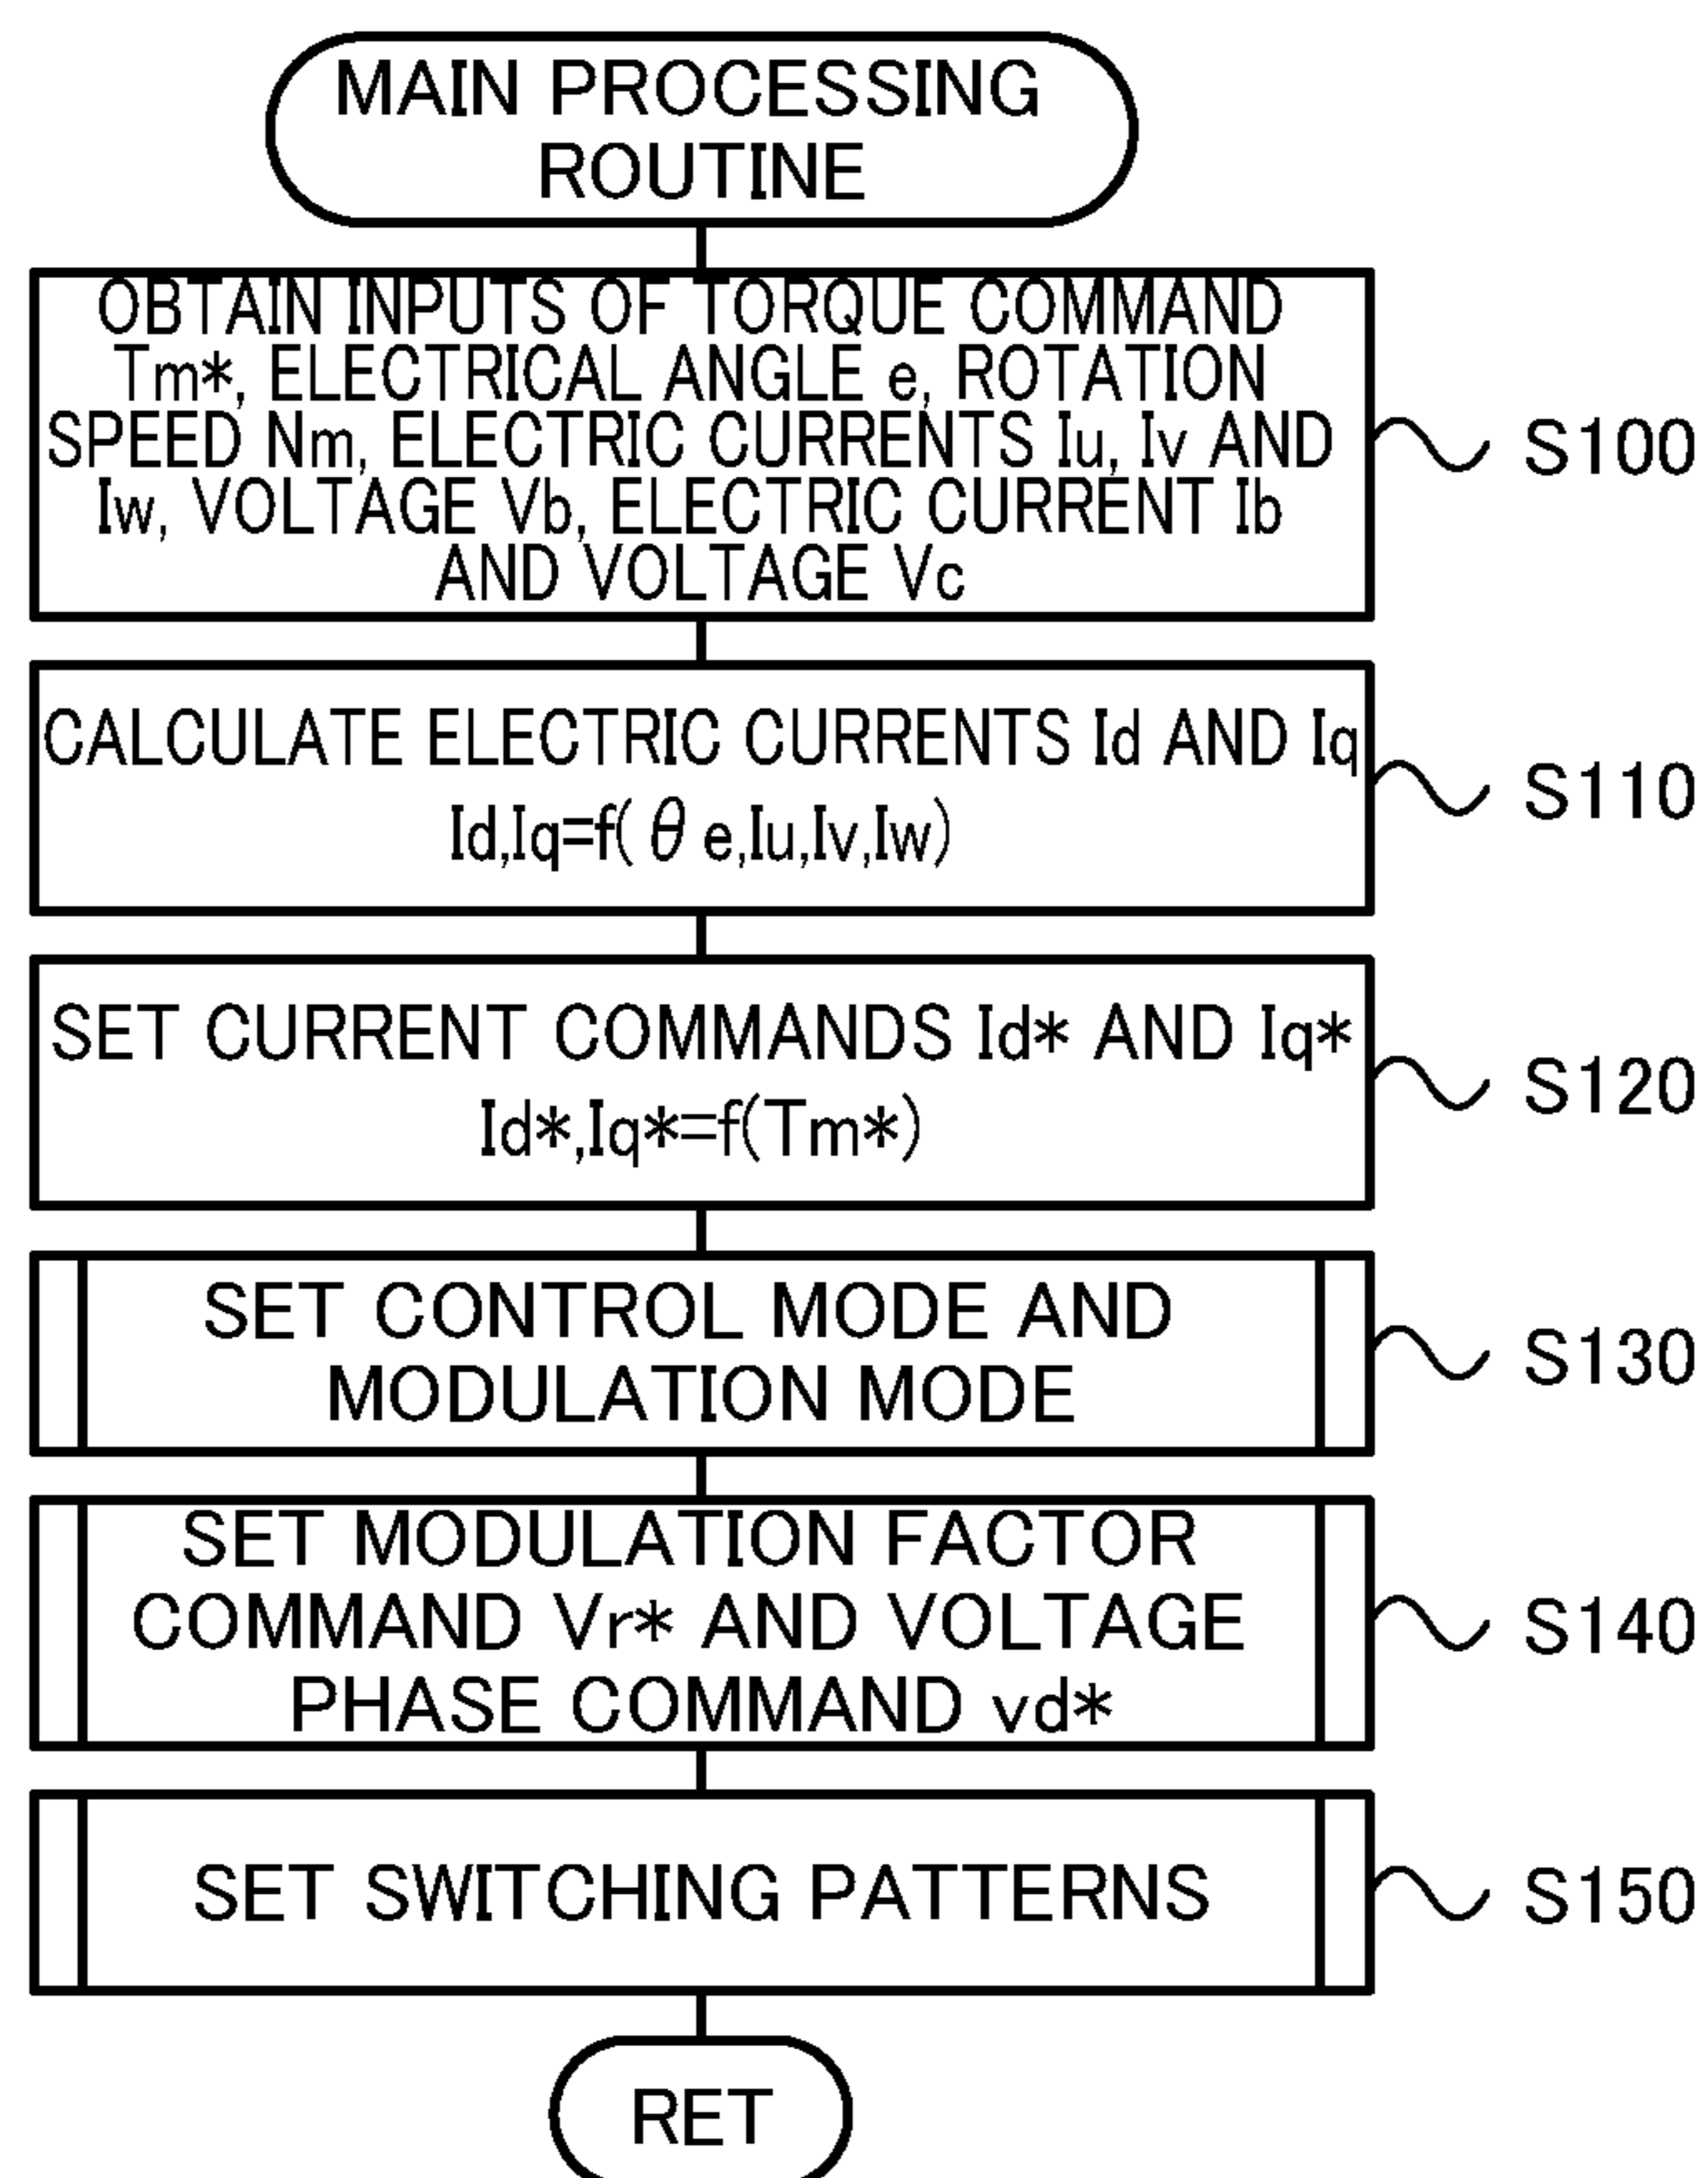 MAIN PROCESSING
ROUTINE
OBTAIN INPUTS OF TORQUE COMMAND
Tm*, ELECTRICAL ANGLE e, ROTATION
SPEED Nm, ELECTRIC CURRENTS Iu, Iv AND
Iw, VOLTAGE Vb, ELECTRIC CURRENT Ib
AND VOLTAGE Vc
S100
CALCULATE ELECTRIC CURRENTS Id AND Iq
Id,Iq=f(θe,Iu,Iv,Iw)
S110
SET CURRENT COMMANDS Id* AND Iq*
Id*,Iq*=f(Tm*)
S120
SET CONTROL MODE AND
MODULATION MODE
S130
SET MODULATION FACTOR
COMMAND Vr* AND VOLTAGE
PHASE COMMAND vd*
S140
SET SWITCHING PATTERNS
S150
RET